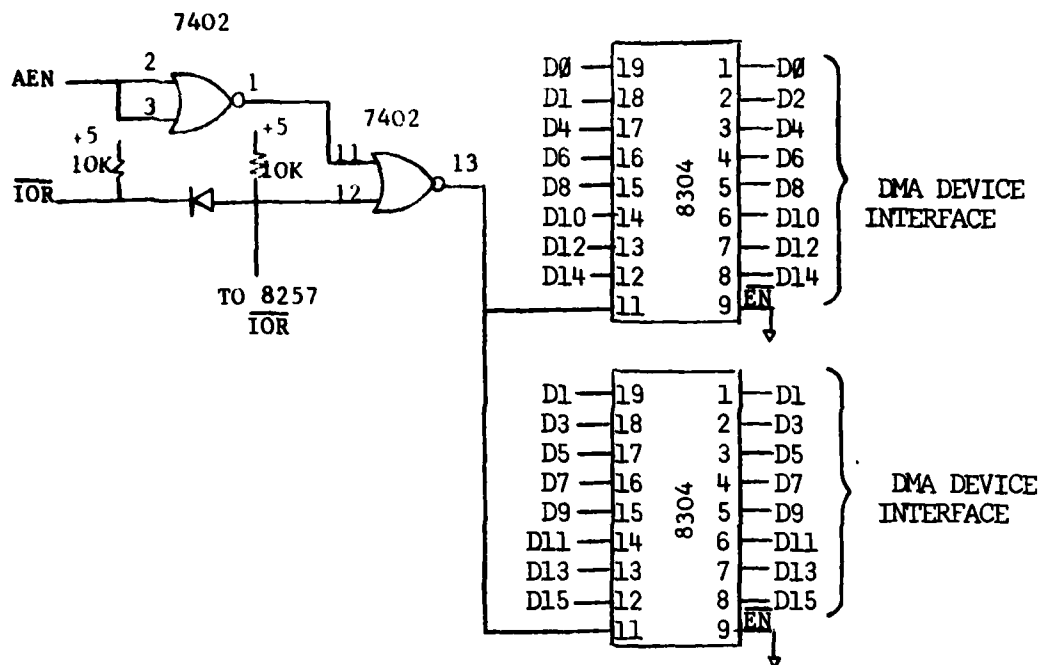 7402
AEN
2
3
1
+5
10K
+5
10K
7402
11
12
13
IOR
TO 8257
IOR
8304
DØ 19 1 DØ
D1 18 2 D2
D4 17 3 D4
D6 16 4 D6
D8 15 5 D8
D10 14 6 D10
D12 13 7 D12
D14 12 8 D14
11 9 EN
DMA DEVICE
INTERFACE
8304
D1 19 1 D1
D3 18 2 D3
D5 17 3 D5
D7 16 4 D7
D9 15 5 D9
D11 14 6 D11
D13 13 7 D13
D15 12 8 D15
11 9 EN
DMA DEVICE
INTERFACE